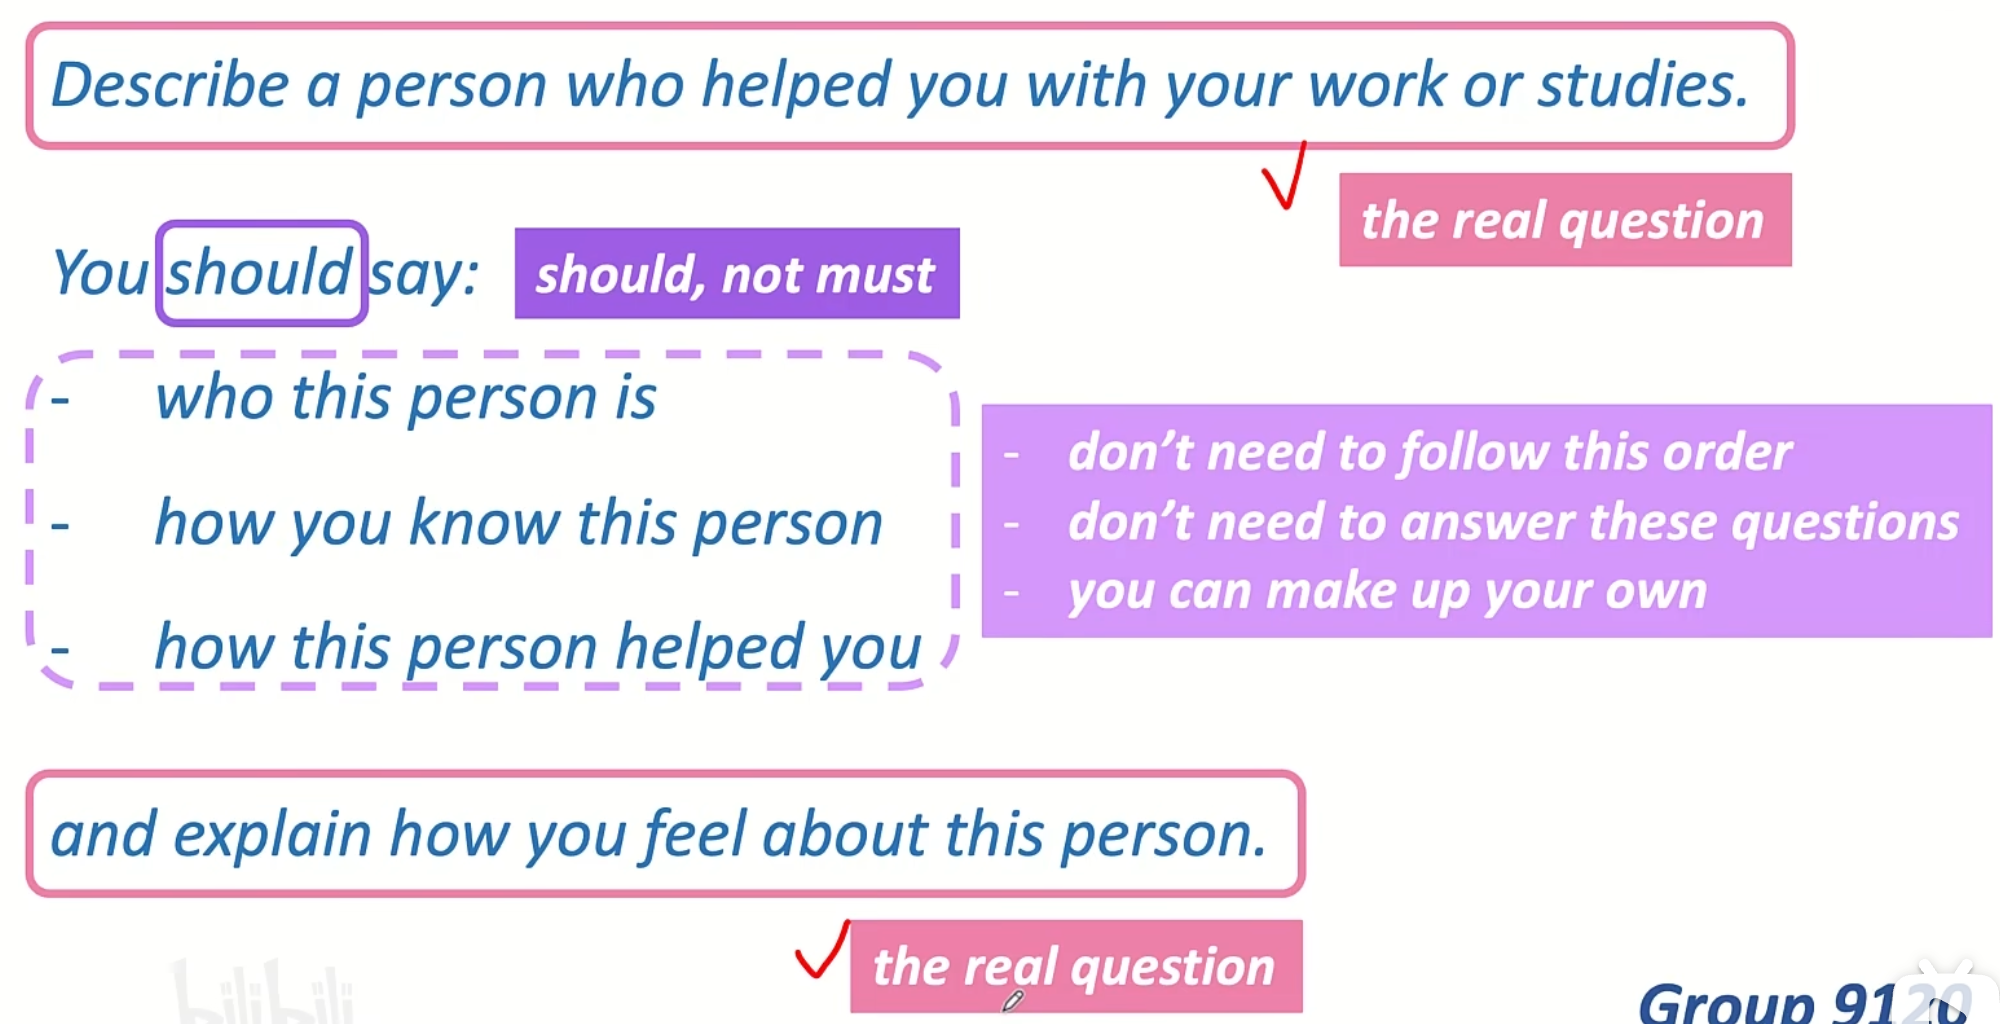 Describe a person who helped you with your work or studies.
the real question
You should say:
should, not must
- who this person is
- how you know this person
- how this person helped you
- don't need to follow this order
- don't need to answer these questions
- you can make up your own
and explain how you feel about this person.
the real question
bilibili
Group 9120